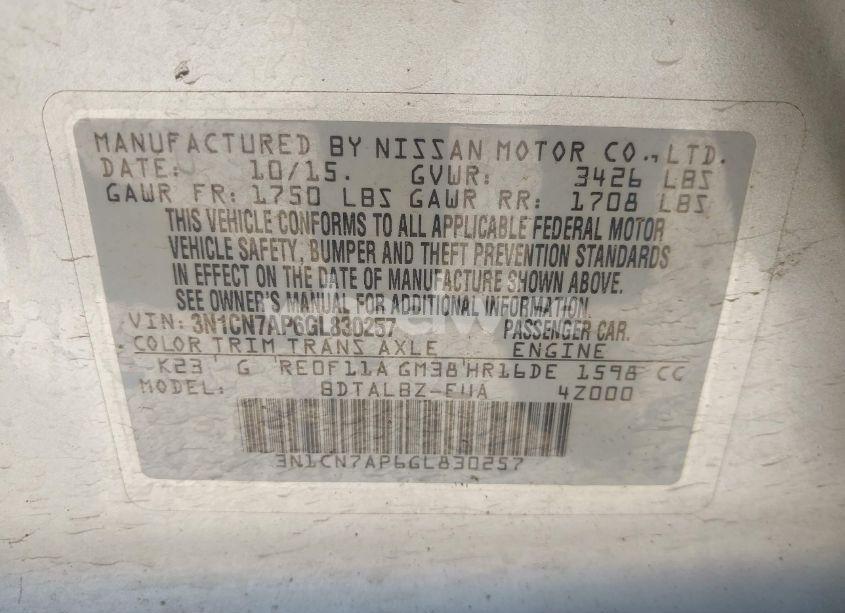 MANUFACTURED BY NISSAN MOTOR CO., LTD.
DATE: 10/15. GVWR: 3426 LBS
GAWR FR: 1750 LBS GAWR RR: 1708 LBS
THIS VEHICLE CONFORMS TO ALL APPLICABLE FEDERAL MOTOR
VEHICLE SAFETY, BUMPER AND THEFT PREVENTION STANDARDS
IN EFFECT ON THE DATE OF MANUFACTURE SHOWN ABOVE.
SEE OWNER'S MANUAL FOR ADDITIONAL INFORMATION.
VIN: 3N1CN7AP6GL830257 PASSENGER CAR.
COLOR TRIM TRANS AXLE ENGINE
K23 G RE0F11A GM38 HR16DE 1598 CC
MODEL: BDTALBZ-EUA 4Z000
3N1CN7AP6GL830257